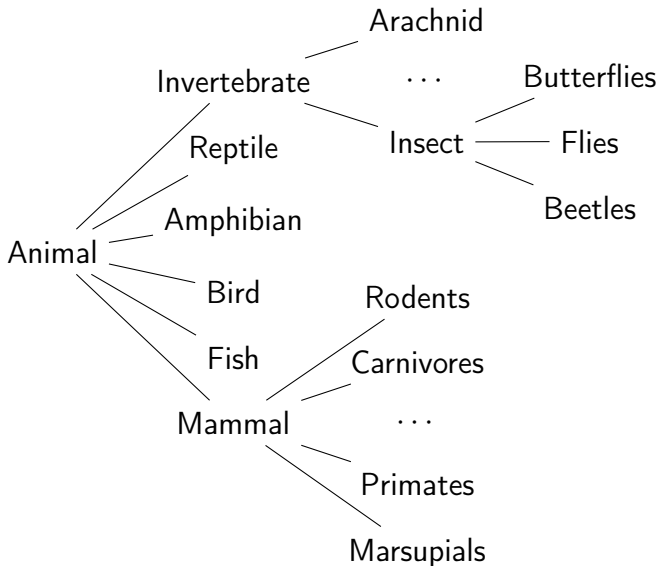 Arachnid
Invertebrate
...
Butterflies
Insect
Flies
Reptile
Beetles
Amphibian
Animal
Bird
Rodents
Fish
Carnivores
Mammal
...
Primates
Marsupials